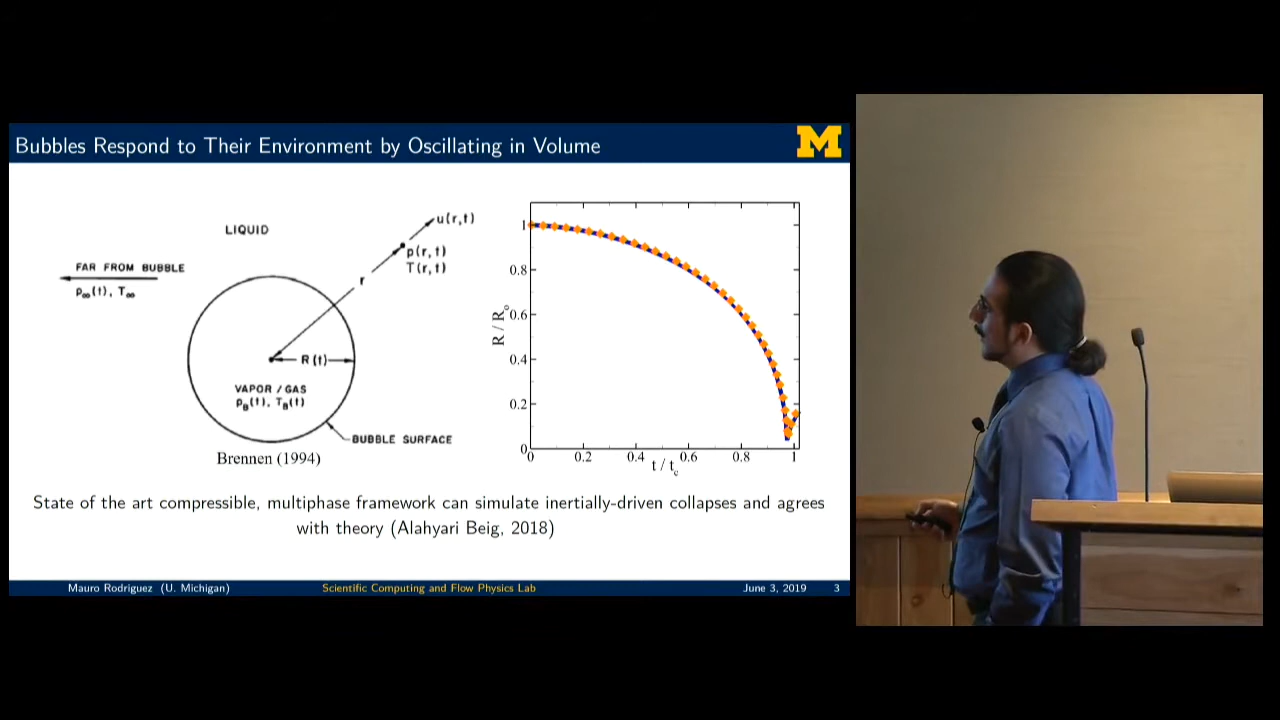 Bubbles Respond to Their Environment by Oscillating in Volume
M
LIQUID
u(r,t)
p(r,t)
T(r,t)
FAR FROM BUBBLE
p∞(t), T∞
r
R(t)
VAPOR / GAS
pB(t), TB(t)
BUBBLE SURFACE
Brennen (1994)
R / Ro
1
0.8
0.6
0.4
0.2
0
0 0.2 0.4 0.6 0.8 1
t / tc
State of the art compressible, multiphase framework can simulate inertially-driven collapses and agrees
with theory (Alahyari Beig, 2018)
Mauro Rodriguez (U. Michigan) Scientific Computing and Flow Physics Lab June 3, 2019 3